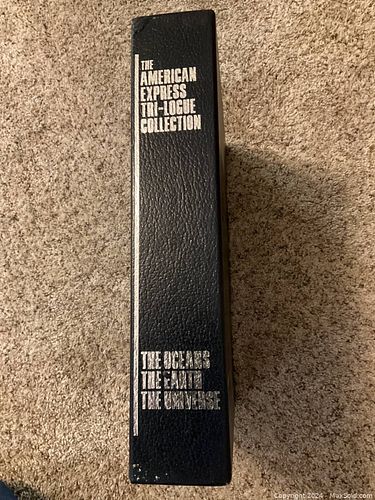 THE
AMERICAN
EXPRESS
TRI-LOGUE
COLLECTION
THE OCEANS
THE EARTH
THE UNIVERSE
Copyright 2024 - MaxSold.com